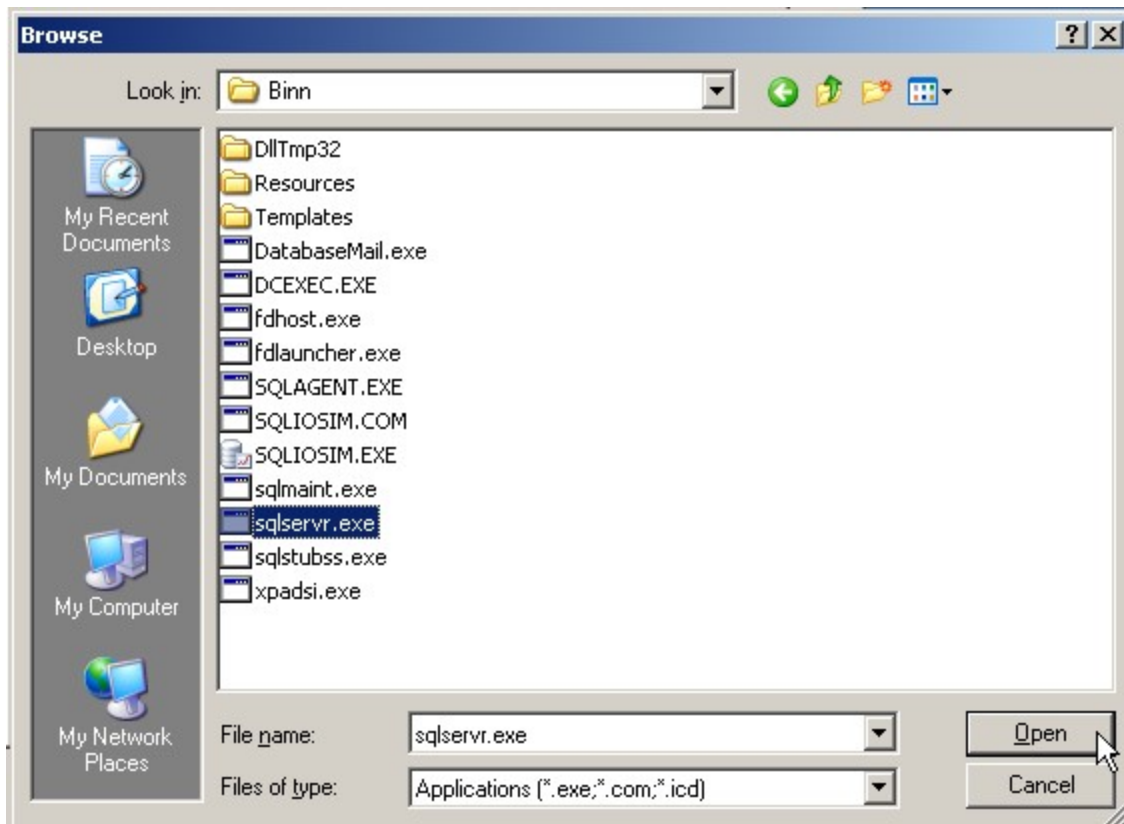 Browse
Look in:
Binn
My Recent
Documents
Desktop
My Documents
My Computer
My Network
Places
DllTmp32
Resources
Templates
DatabaseMail.exe
DCEXEC.EXE
fdhost.exe
fdlauncher.exe
SQLAGENT.EXE
SQLIOSIM.COM
SQLIOSIM.EXE
sqlmaint.exe
sqlservr.exe
sqlstubss.exe
xpadsi.exe
File name:
sqlservr.exe
Open
Files of type:
Applications (*.exe;*.com;*.icd)
Cancel